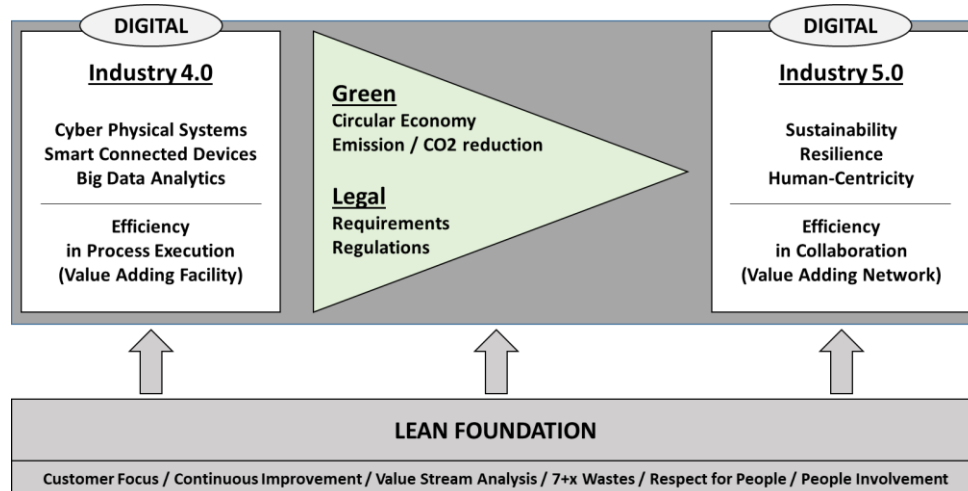 DIGITAL
Industry 4.0
Cyber Physical Systems
Smart Connected Devices
Big Data Analytics
Efficiency
in Process Execution
(Value Adding Facility)
Green
Circular Economy
Emission / CO2 reduction
Legal
Requirements
Regulations
DIGITAL
Industry 5.0
Sustainability
Resilience
Human-Centricity
Efficiency
in Collaboration
(Value Adding Network)
LEAN FOUNDATION
Customer Focus / Continuous Improvement / Value Stream Analysis / 7+x Wastes / Respect for People / People Involvement